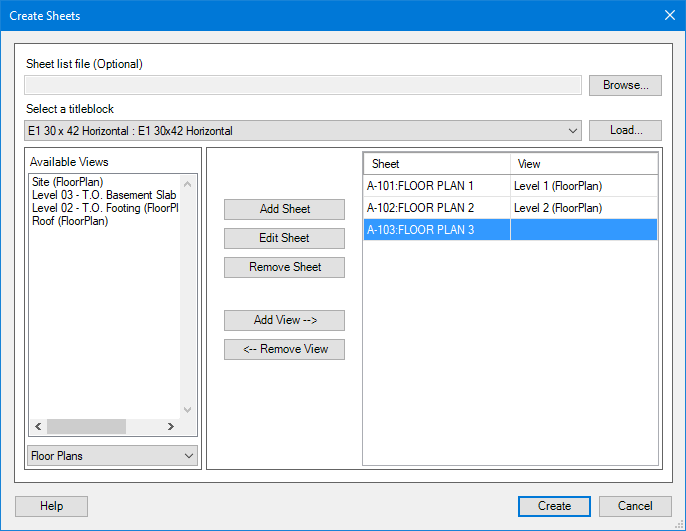 Create Sheets
Sheet list file (Optional)
Browse...
Select a titleblock
E1 30 x 42 Horizontal : E1 30x42 Horizontal
Load...
Available Views
Site (FloorPlan)
Level 03 - T.O. Basement Slab
Level 02 - T.O. Footing (FloorPl
Roof (FloorPlan)
Floor Plans
Add Sheet
Edit Sheet
Remove Sheet
Add View -->
<-- Remove View
Sheet View
A-101:FLOOR PLAN 1 Level 1 (FloorPlan)
A-102:FLOOR PLAN 2 Level 2 (FloorPlan)
A-103:FLOOR PLAN 3
Help
Create
Cancel